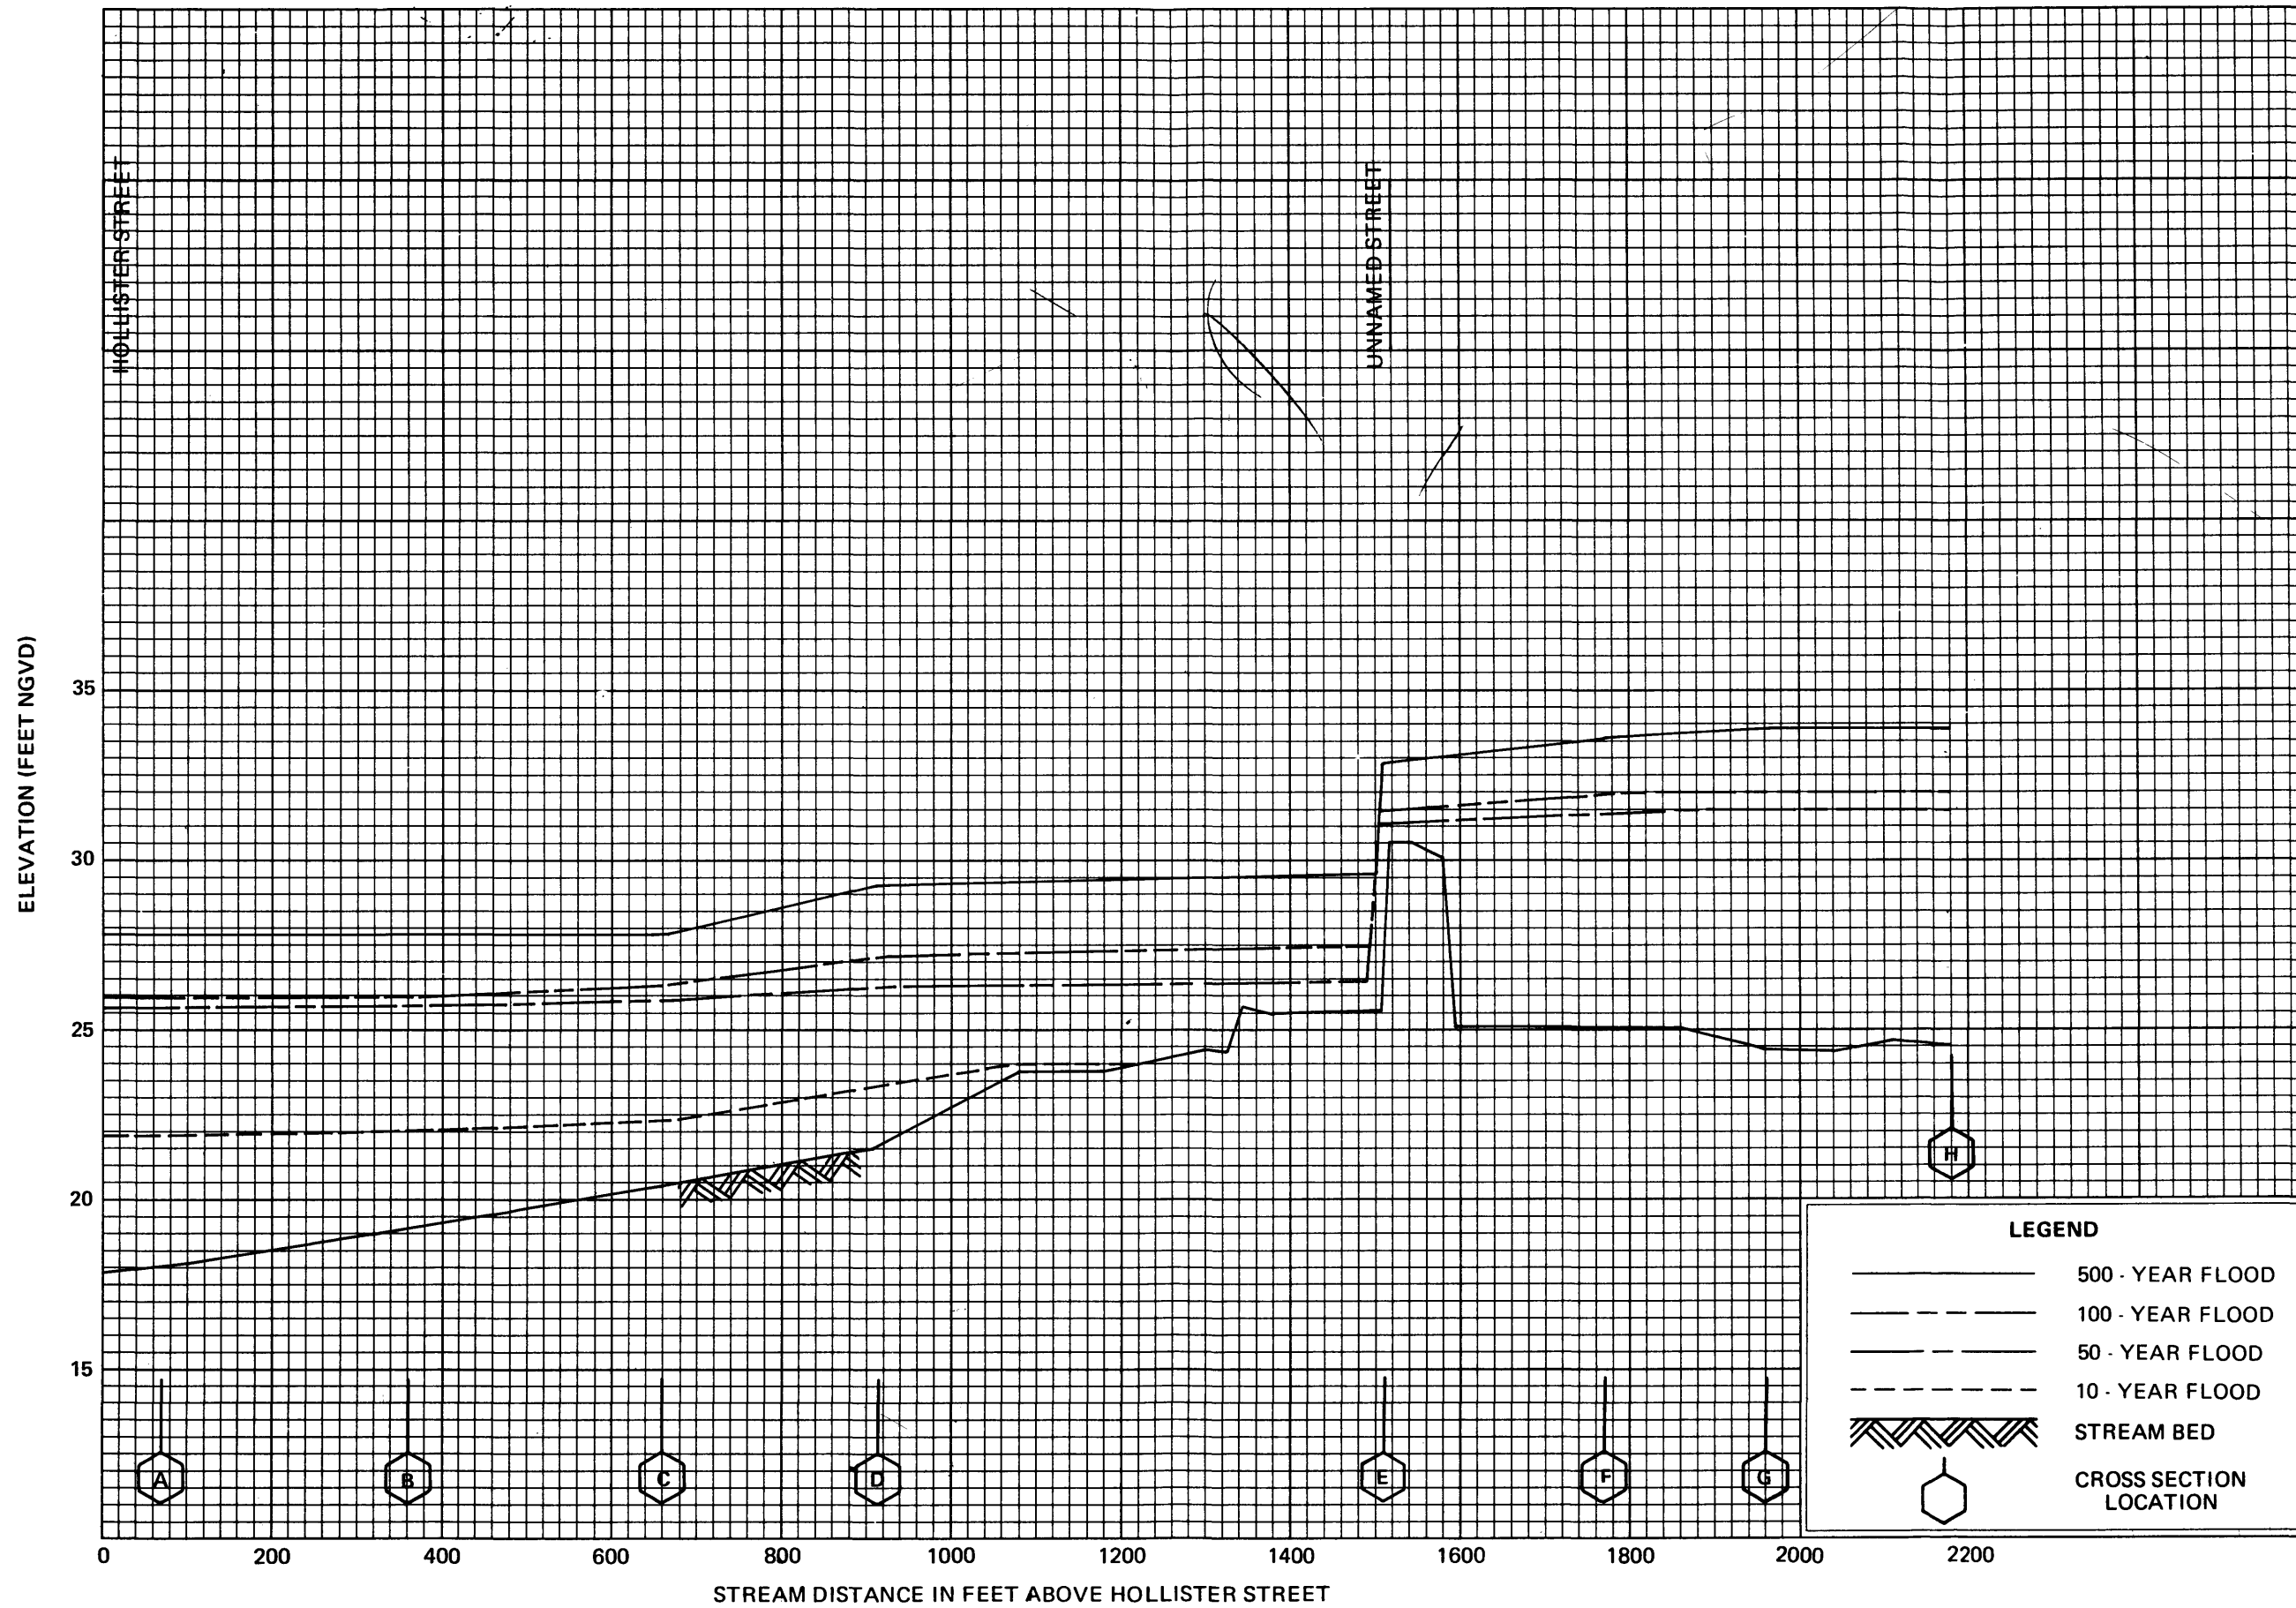 HOLLISTER STREET
UNNAMED STREET
ELEVATION (FEET NGVD)
35
30
25
20
15
A
B
C
D
E
F
G
H
0 200 400 600 800 1000 1200 1400 1600 1800 2000 2200
STREAM DISTANCE IN FEET ABOVE HOLLISTER STREET
LEGEND
500 - YEAR FLOOD
100 - YEAR FLOOD
50 - YEAR FLOOD
10 - YEAR FLOOD
STREAM BED
CROSS SECTION
LOCATION